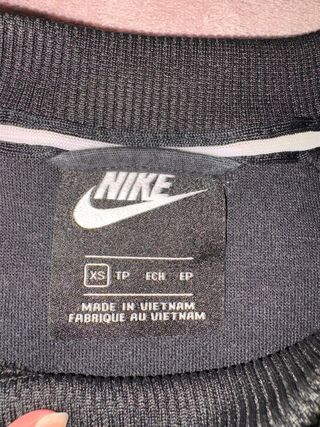 NIKE
XS TP ECH EP
MADE IN VIETNAM
FABRIQUE AU VIETNAM